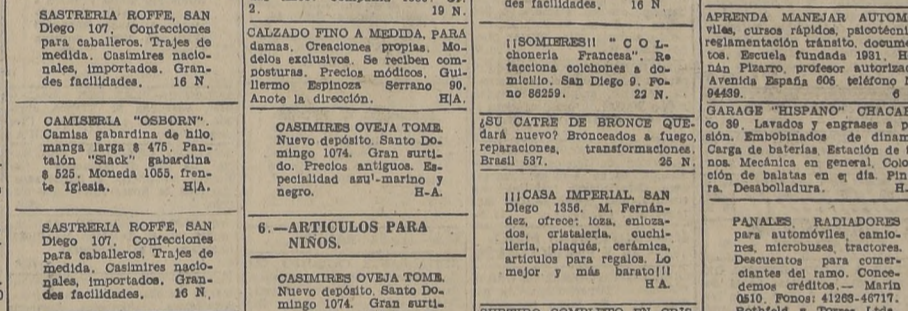 SASTRERIA ROFFE, SAN
Diego 107. Confecciones
para caballeros. Trajes de
medida. Casimires nacio-
nales, importados. Gran-
des facilidades. 16 N.
CAMISERIA "OSBORN".
Camisa gabardina de hilo,
manga larga $ 475. Pan-
talón "Slack" gabardina
$ 525. Moneda 1055, fren-
te Iglesia. H|A.
SASTRERIA ROFFE, SAN
Diego 107. Confecciones
para caballeros. Trajes de
medida. Casimires nacio-
nales, importados. Gran-
des facilidades. 16 N.
2. 19 N.
CALZADO FINO A MEDIDA, PARA
damas. Creaciones propias. Mo-
delos exclusivos. Se reciben com-
posturas. Precios módicos. Gui-
llermo Espinoza Serrano 90.
Anote la dirección. H|A.
CASIMIRES OVEJA TOME.
Nuevo depósito. Santo Do-
mingo 1074. Gran surti-
do. Precios antiguos. Es-
pecialidad azul-marino y
negro. H-A.
6.—ARTICULOS PARA
NIÑOS.
CASIMIRES OVEJA TOME.
Nuevo depósito. Santo Do-
mingo 1074. Gran surti-
des facilidades. 16 N
¡¡SOMIERES!! "COL-
choneria Francesa". Re
facciona colchones a do-
micilio. San Diego 9. Fo-
no 86259. 22 N.
¿SU CATRE DE BRONCE QUE-
dará nuevo? Bronceados a fuego,
reparaciones, transformaciones.
Brasil 537. 25 N.
¡¡¡CASA IMPERIAL. SAN
Diego 1356. M. Fernán-
dez, ofrece: loza, enloza-
dos, cristalería, cuchi-
llería, plaqués, cerámica,
artículos para regalos. Lo
mejor y más barato!!!
H A.
APRENDA MANEJAR AUTOM
viles, cursos rápidos, psicotécni
reglamentación tránsito, docum
tos. Escuela fundada 1931. H
nán Pizarro, profesor autoriza
Avenida España 605 teléfono
94439. 6
GARAGE "HISPANO" CHACAB
co 39. Lavados y engrases a p
sión. Embobinados de dinam
Carga de baterías. Estación de
nos. Mecánica en general. Colo
ción de balatas en el día. Pin
ra. Desabolladura. H.
PANALES, RADIADORES
para automóviles, camio-
nes, microbuses, tractores.
Descuentos para comer-
ciantes del ramo. Conce-
demos créditos.— Marin
0510. Fonos: 41268-46717.